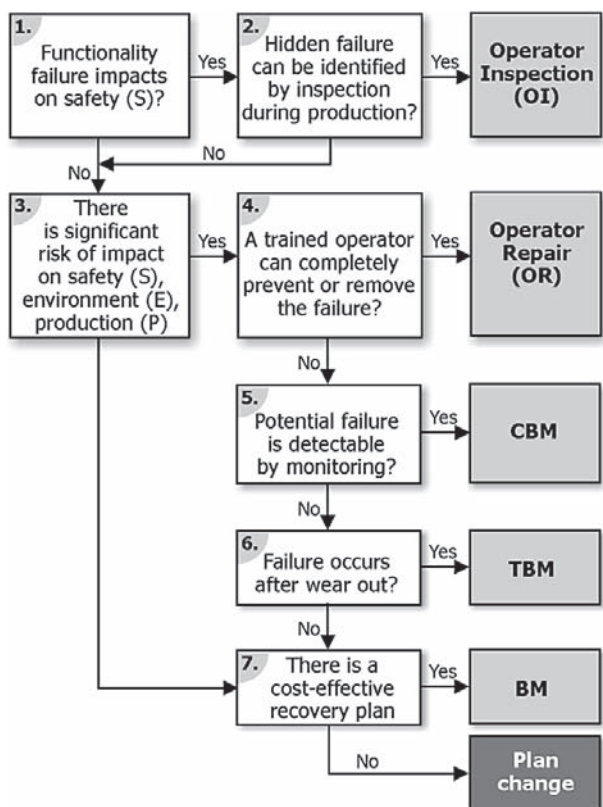 1.
Functionality
failure impacts
on safety (S)?
Yes
2.
Hidden failure
can be identified
by inspection
during production?
Yes
Operator
Inspection
(OI)
No
No
3.
There
is significant
risk of impact
on safety (S),
environment (E),
production (P)
Yes
4.
A trained operator
can completely
prevent or remove
the failure?
Yes
Operator
Repair
(OR)
No
5.
Potential failure
is detectable
by monitoring?
Yes
CBM
No
6.
Failure occurs
after wear out?
Yes
TBM
No
7.
There is a
cost-effective
recovery plan
Yes
BM
No
Plan
change